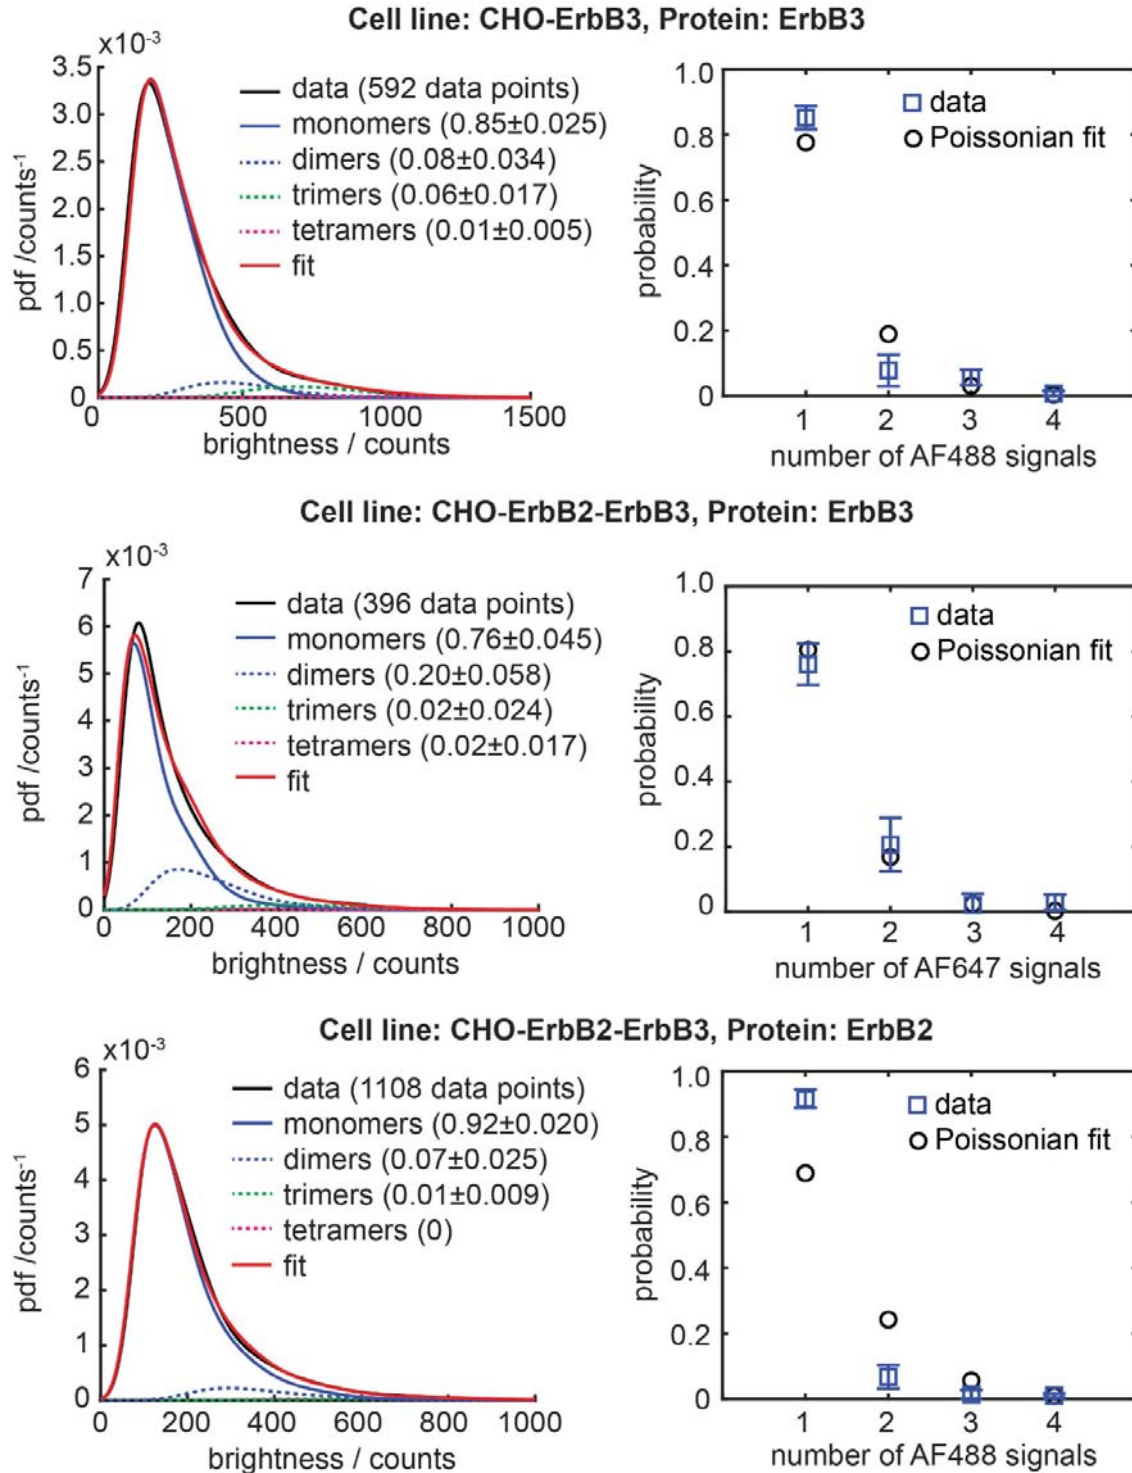 Cell line: CHO-ErbB3, Protein: ErbB3
x10-3
3.5
3.0
2.5
2.0
1.5
1.0
0.5
0
pdf /counts-1
data (592 data points)
monomers (0.85±0.025)
dimers (0.08±0.034)
trimers (0.06±0.017)
tetramers (0.01±0.005)
fit
0 500 1000 1500
brightness / counts
1.0
0.8
0.6
0.4
0.2
0
probability
data
Poissonian fit
1 2 3 4
number of AF488 signals
Cell line: CHO-ErbB2-ErbB3, Protein: ErbB3
x10-3
7
6
5
4
3
2
1
0
pdf /counts-1
data (396 data points)
monomers (0.76±0.045)
dimers (0.20±0.058)
trimers (0.02±0.024)
tetramers (0.02±0.017)
fit
0 200 400 600 800 1000
brightness / counts
1.0
0.8
0.6
0.4
0.2
0
probability
data
Poissonian fit
1 2 3 4
number of AF647 signals
Cell line: CHO-ErbB2-ErbB3, Protein: ErbB2
x10-3
6
5
4
3
2
1
0
pdf /counts-1
data (1108 data points)
monomers (0.92±0.020)
dimers (0.07±0.025)
trimers (0.01±0.009)
tetramers (0)
fit
0 200 400 600 800 1000
brightness / counts
1.0
0.8
0.6
0.4
0.2
0
probability
data
Poissonian fit
1 2 3 4
number of AF488 signals